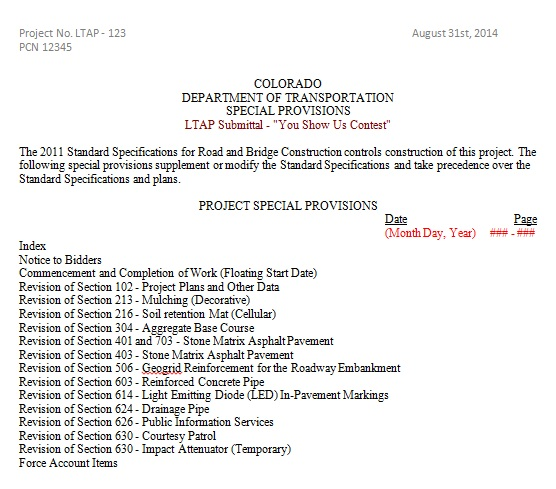 Project No. LTAP - 123 August 31st, 2014
PCN 12345
COLORADO
DEPARTMENT OF TRANSPORTATION
SPECIAL PROVISIONS
LTAP Submittal - "You Show Us Contest"
The 2011 Standard Specifications for Road and Bridge Construction controls construction of this project. The
following special provisions supplement or modify the Standard Specifications and take precedence over the
Standard Specifications and plans.
PROJECT SPECIAL PROVISIONS
Date Page
(Month Day, Year) ### - ###
Index
Notice to Bidders
Commencement and Completion of Work (Floating Start Date)
Revision of Section 102 - Project Plans and Other Data
Revision of Section 213 - Mulching (Decorative)
Revision of Section 216 - Soil retention Mat (Cellular)
Revision of Section 304 - Aggregate Base Course
Revision of Section 401 and 703 - Stone Matrix Asphalt Pavement
Revision of Section 403 - Stone Matrix Asphalt Pavement
Revision of Section 506 - Geogrid Reinforcement for the Roadway Embankment
Revision of Section 603 - Reinforced Concrete Pipe
Revision of Section 614 - Light Emitting Diode (LED) In-Pavement Markings
Revision of Section 624 - Drainage Pipe
Revision of Section 626 - Public Information Services
Revision of Section 630 - Courtesy Patrol
Revision of Section 630 - Impact Attenuator (Temporary)
Force Account Items